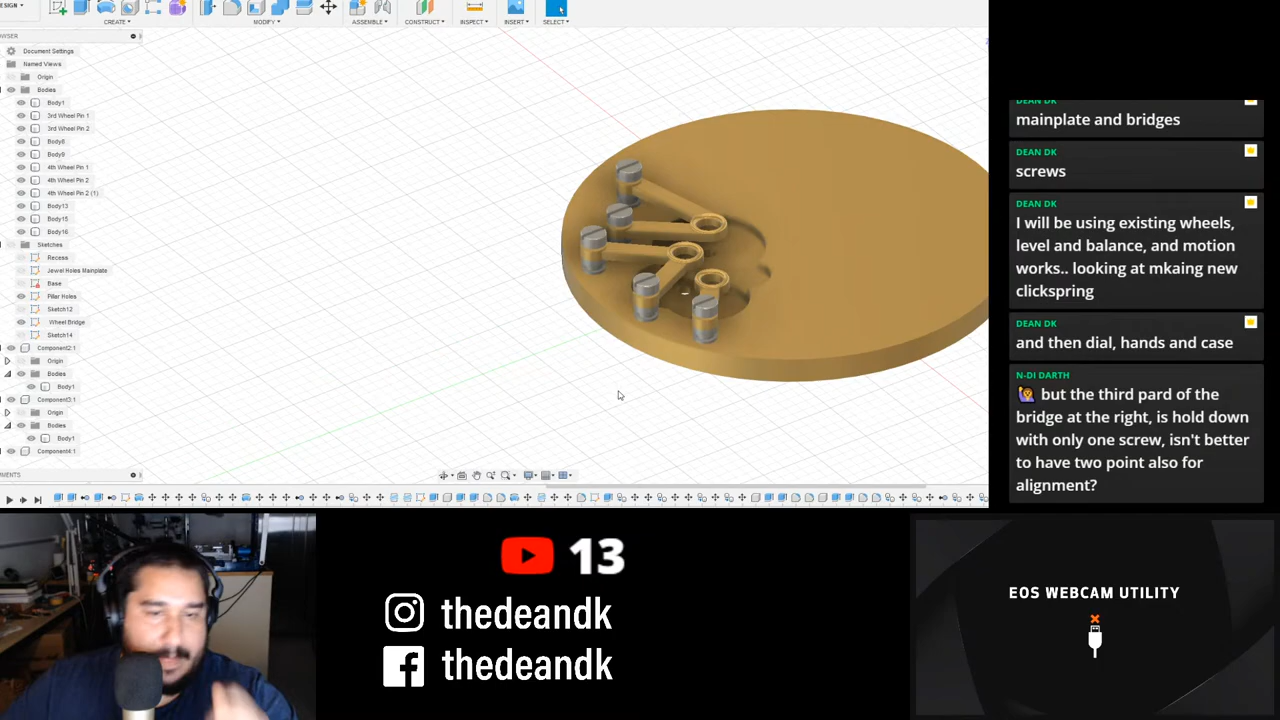 ESIGN
CREATE
MODIFY
ASSEMBLE
CONSTRUCT
INSPECT
INSERT
SELECT
OWSER
Document Settings
Named Views
Origin
Bodies
Body1
3rd Wheel Pin 1
3rd Wheel Pin 2
Body8
Body9
4th Wheel Pin 1
4th Wheel Pin 2
4th Wheel Pin 2 (1)
Body13
Body15
Body16
Sketches
Recess
Jewel Holes Mainplate
Base
Pillar Holes
Sketch12
Wheel Bridge
Sketch14
Component2:1
Origin
Bodies
Body1
Component3:1
Origin
Bodies
Body1
Component4:1
MENTS
DEAN DK
mainplate and bridges
DEAN DK
screws
DEAN DK
I will be using existing wheels,
level and balance, and motion
works.. looking at mkaing new
clickspring
DEAN DK
and then dial, hands and case
N-DI DARTH
🙋 but the third pard of the
bridge at the right, is hold down
with only one screw, isn't better
to have two point also for
alignment?
13
thedeandk
thedeandk
EOS WEBCAM UTILITY